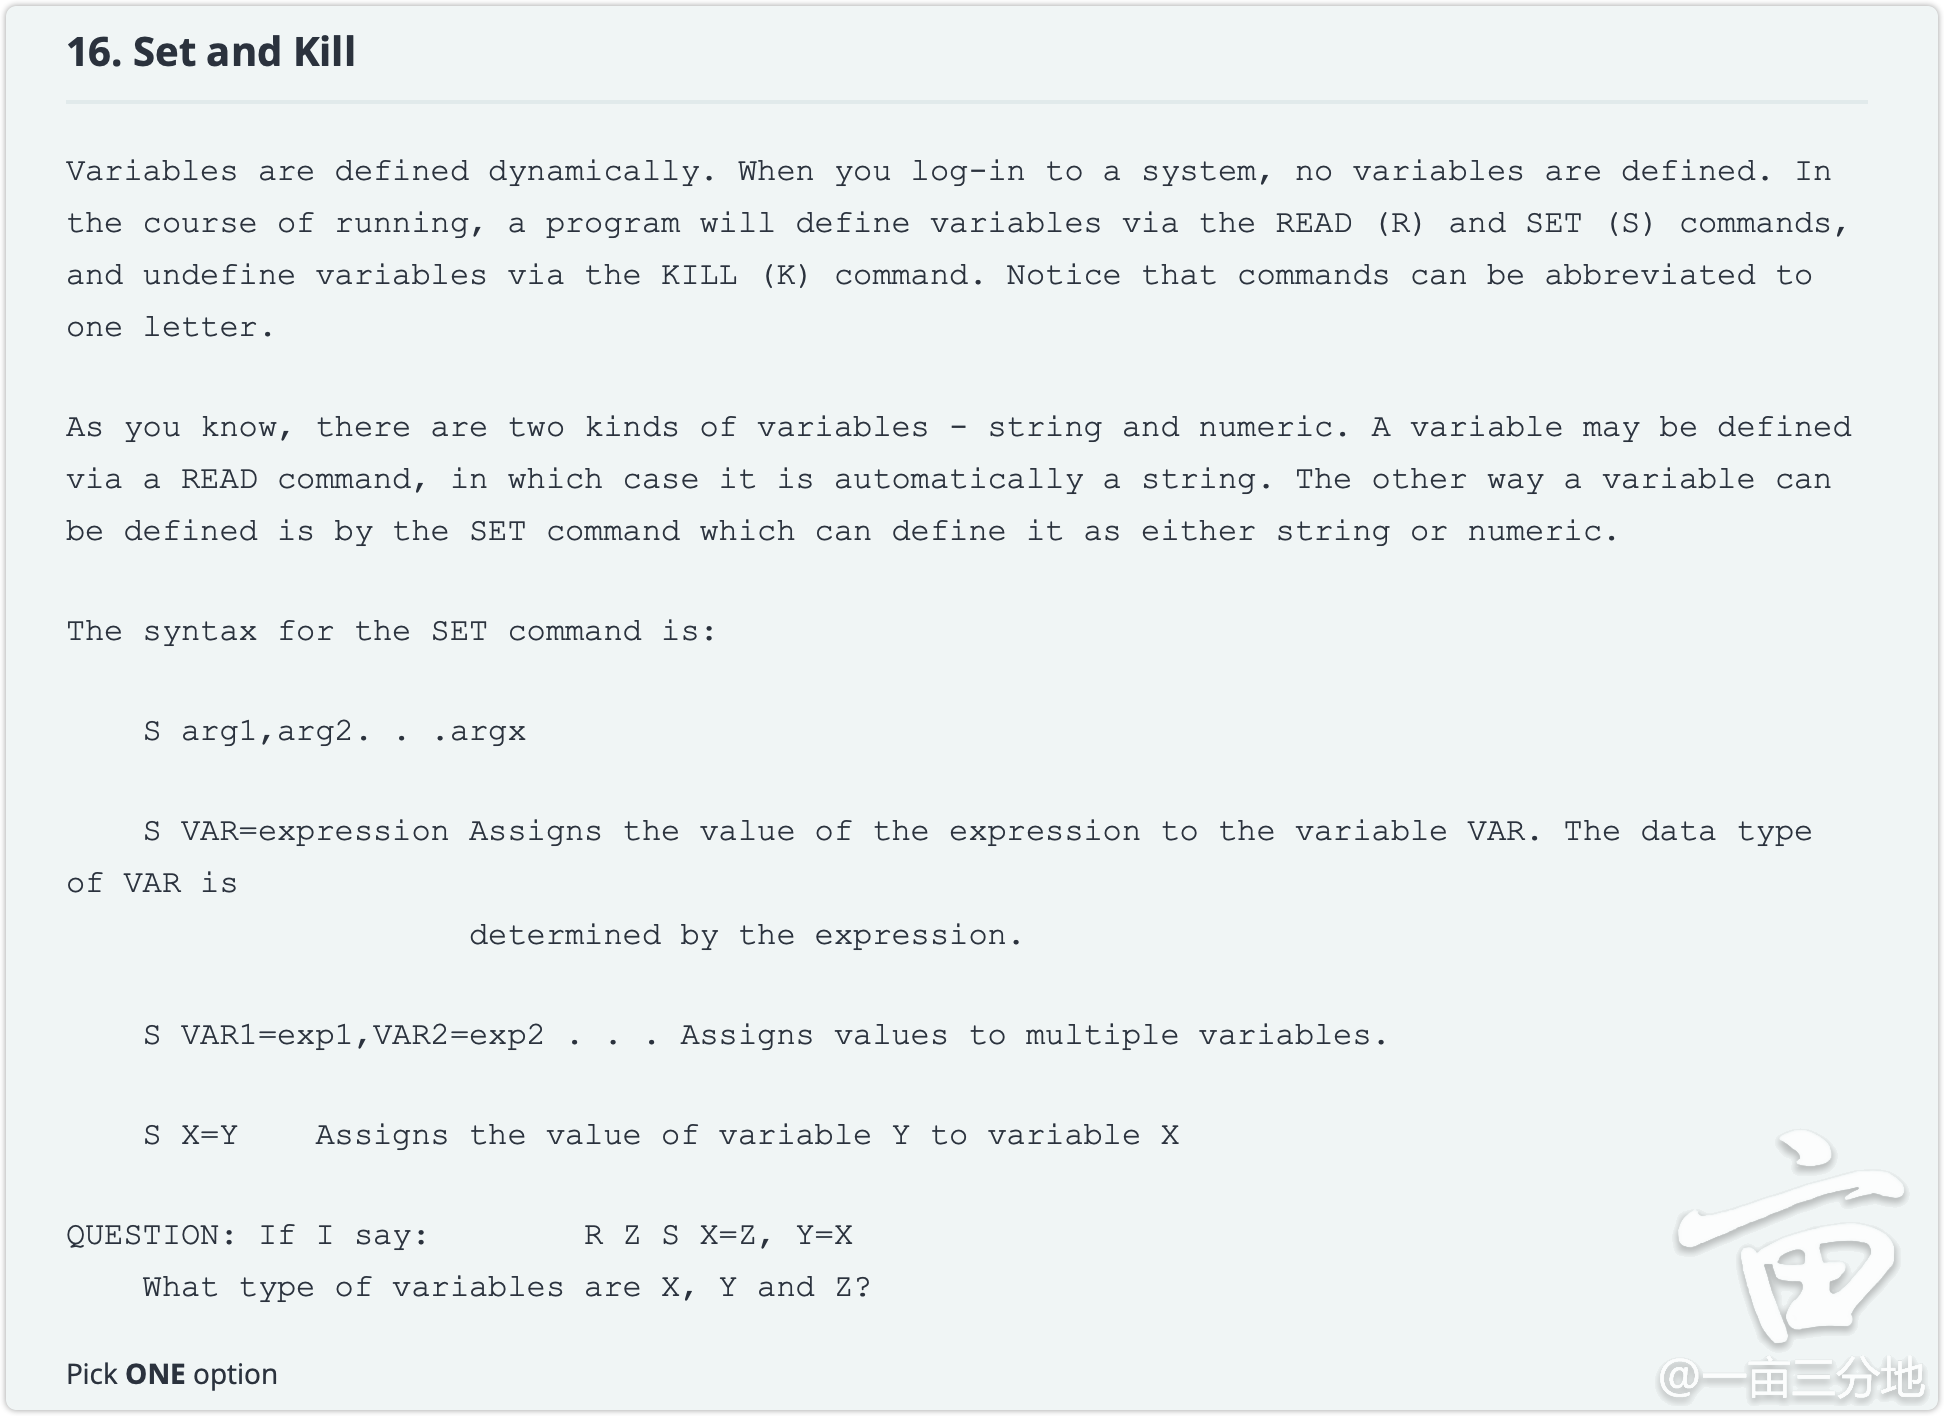 16. Set and Kill
Variables are defined dynamically. When you log-in to a system, no variables are defined. In
the course of running, a program will define variables via the READ (R) and SET (S) commands,
and undefine variables via the KILL (K) command. Notice that commands can be abbreviated to
one letter.
As you know, there are two kinds of variables - string and numeric. A variable may be defined
via a READ command, in which case it is automatically a string. The other way a variable can
be defined is by the SET command which can define it as either string or numeric.
The syntax for the SET command is:
S arg1,arg2. . .argx
S VAR=expression Assigns the value of the expression to the variable VAR. The data type
of VAR is
determined by the expression.
S VAR1=exp1,VAR2=exp2 . . . Assigns values to multiple variables.
S X=Y    Assigns the value of variable Y to variable X
QUESTION: If I say:        R Z S X=Z, Y=X
What type of variables are X, Y and Z?
Pick ONE option
亩
@一亩三分地